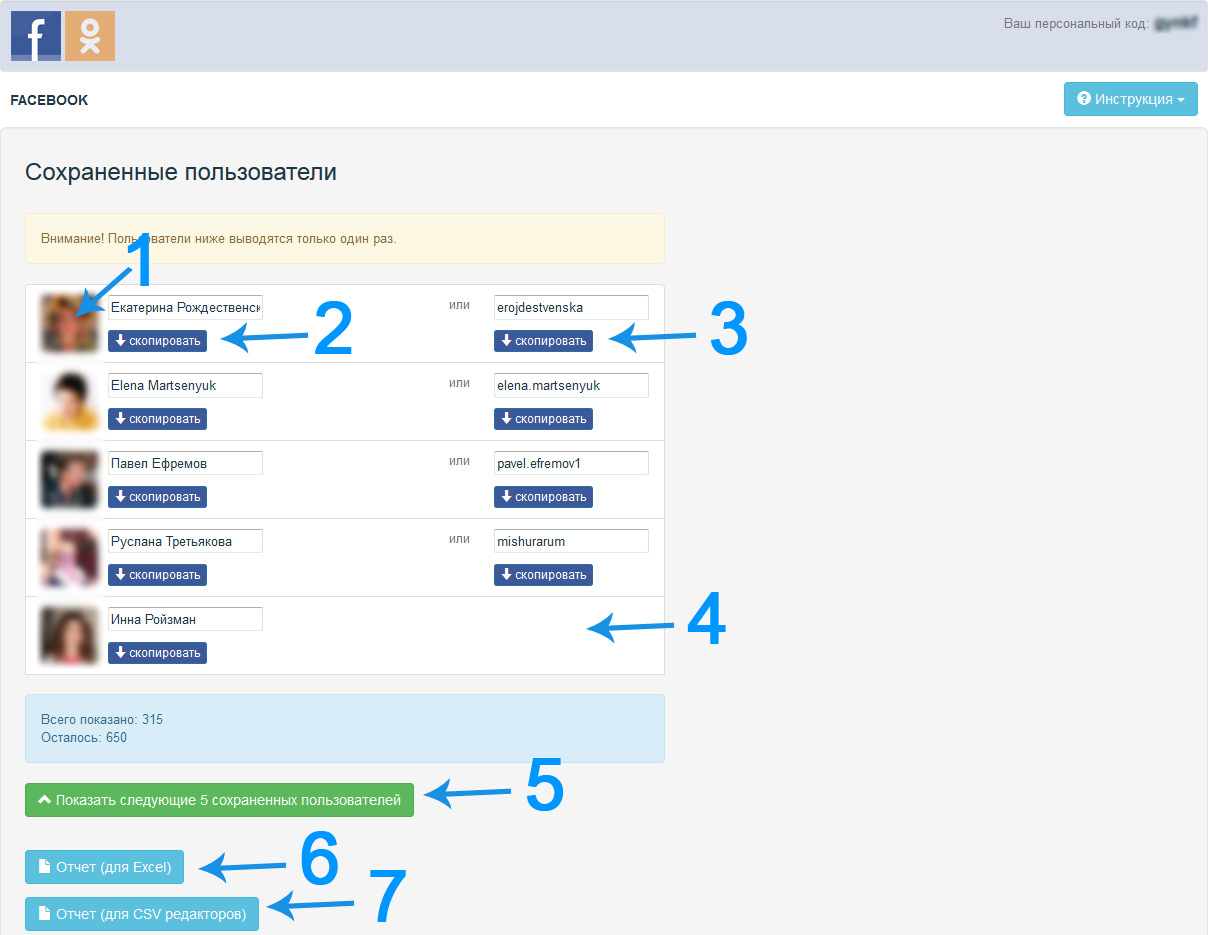 Ваш персональный код:
FACEBOOK
Инструкция
Сохраненные пользователи
Внимание! Пользователи ниже выводятся только один раз.
1
Екатерина Рождественск или erojdestvenska
скопировать 2 скопировать 3
Elena Martsenyuk или elena.martsenyuk
скопировать скопировать
Павел Ефремов или pavel.efremov1
скопировать скопировать
Руслана Третьякова или mishurarum
скопировать скопировать
Инна Ройзман 4
скопировать
Всего показано: 315
Осталось: 650
Показать следующие 5 сохраненных пользователей 5
Отчет (для Excel) 6
Отчет (для CSV редакторов) 7